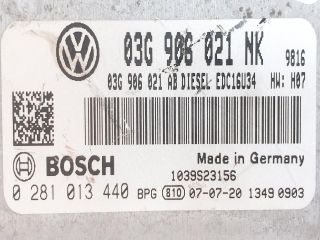 03G 906 021 NK 9816
03G 906 021 AB DIESEL EDC16U34 HW: H07
BOSCH
Made in Germany
1039S23156
0 281 013 440 BPG 810 07-07-20 1349 0903